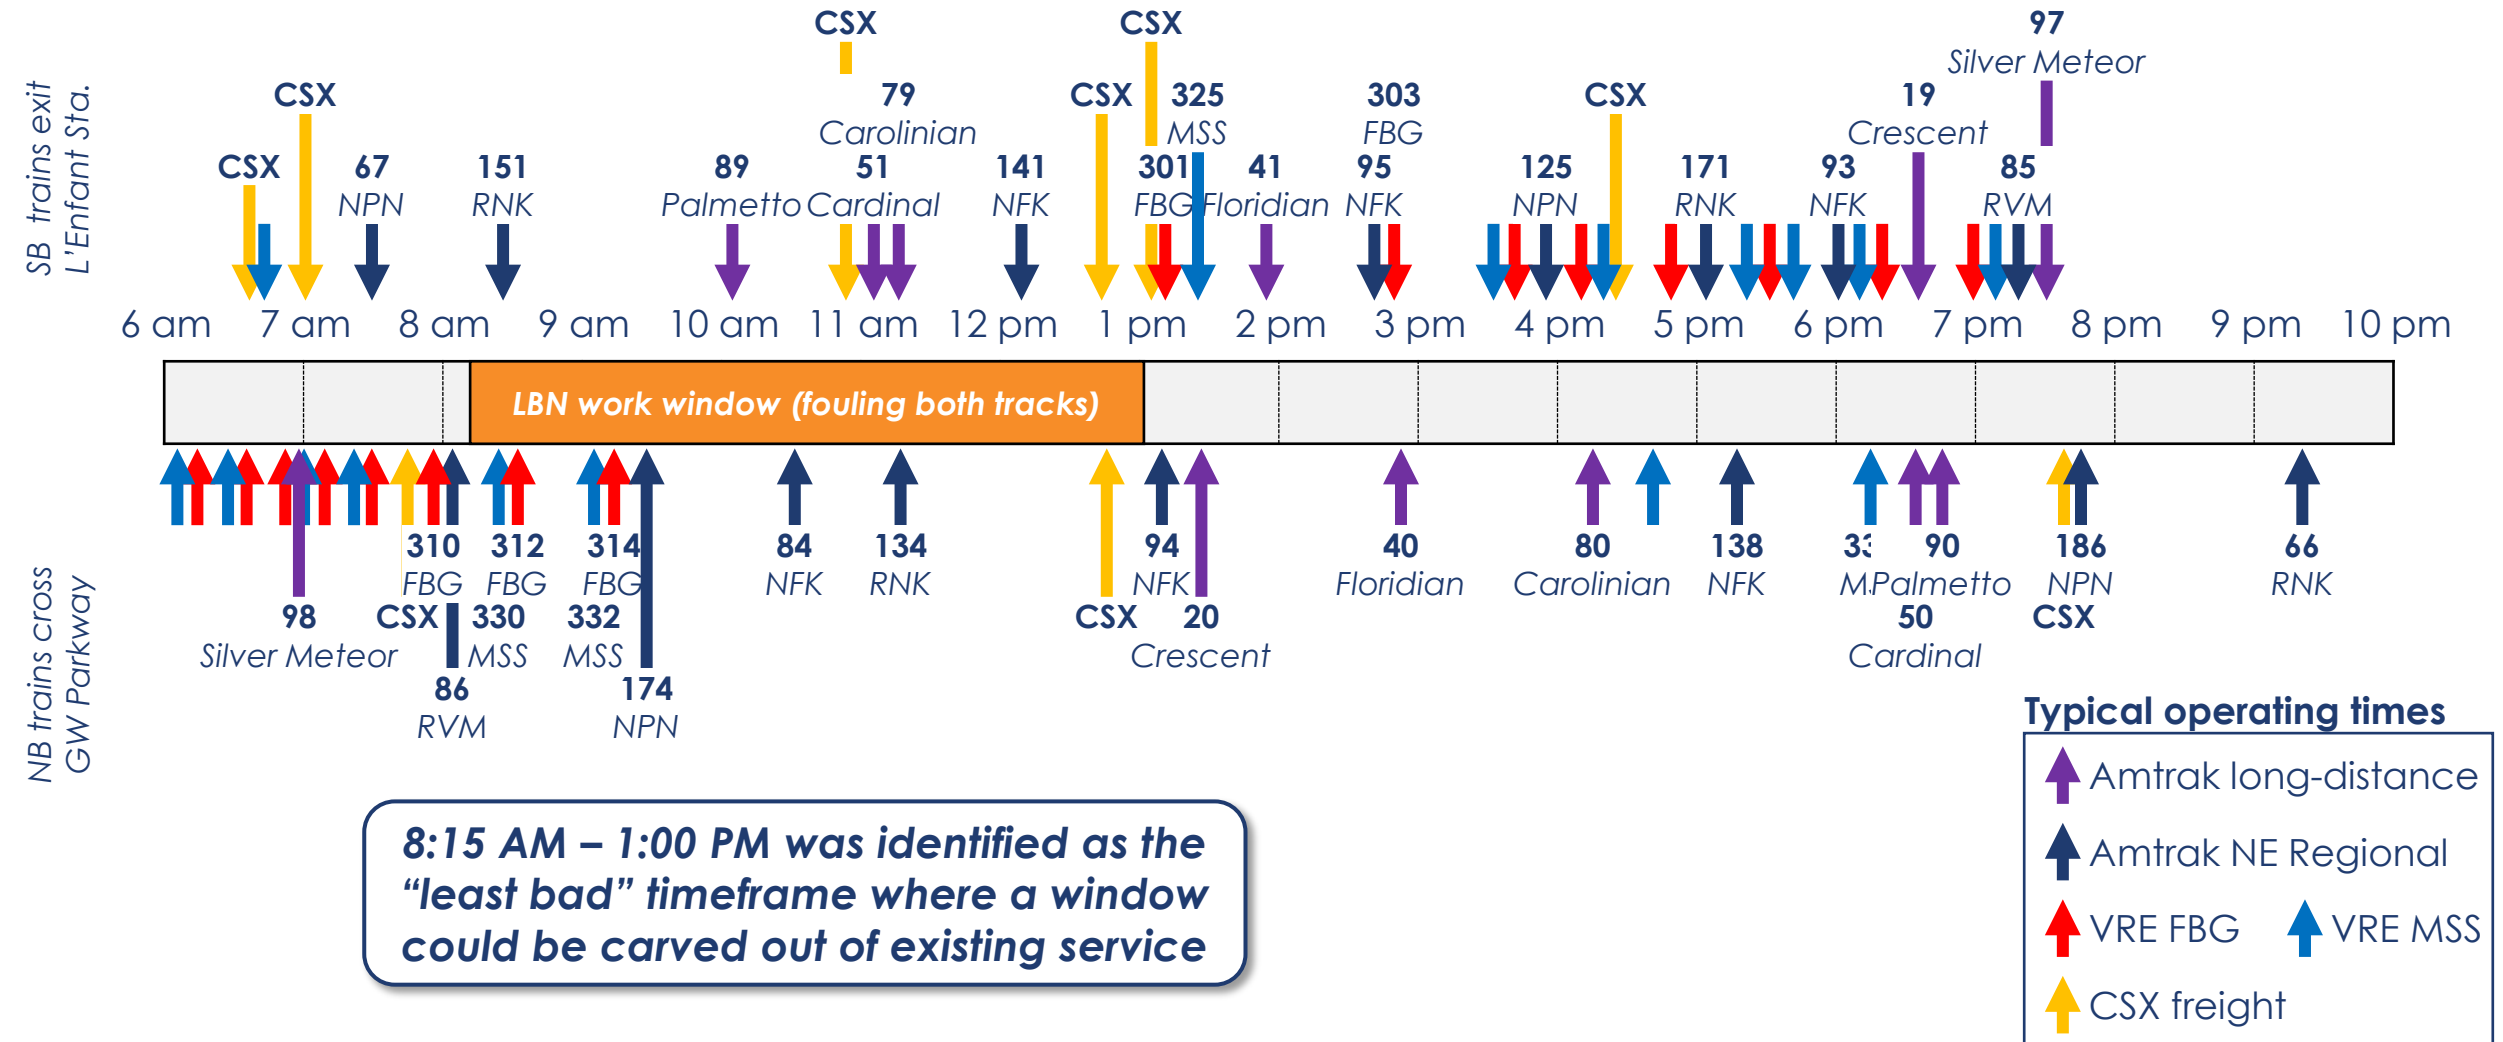 CSX
CSX
97
Silver Meteor
SB trains exit
L'Enfant Sta.
CSX
79
Carolinian
CSX
325
MSS
303
FBG
CSX
19
Crescent
CSX
67
NPN
151
RNK
89
Palmetto
51
Cardinal
141
NFK
301
FBG
41
Floridian
95
NFK
125
NPN
171
RNK
93
NFK
85
RVM
6 am 7 am 8 am 9 am 10 am 11 am 12 pm 1 pm 2 pm 3 pm 4 pm 5 pm 6 pm 7 pm 8 pm 9 pm 10 pm
LBN work window (fouling both tracks)
NB trains cross
GW Parkway
310
FBG
312
FBG
314
FBG
84
NFK
134
RNK
94
NFK
40
Floridian
80
Carolinian
138
NFK
33
M
90
Palmetto
186
NPN
66
RNK
98
Silver Meteor
CSX
330
MSS
332
MSS
CSX
20
Crescent
50
Cardinal
CSX
86
RVM
174
NPN
8:15 AM – 1:00 PM was identified as the
“least bad” timeframe where a window
could be carved out of existing service
Typical operating times
Amtrak long-distance
Amtrak NE Regional
VRE FBG VRE MSS
CSX freight